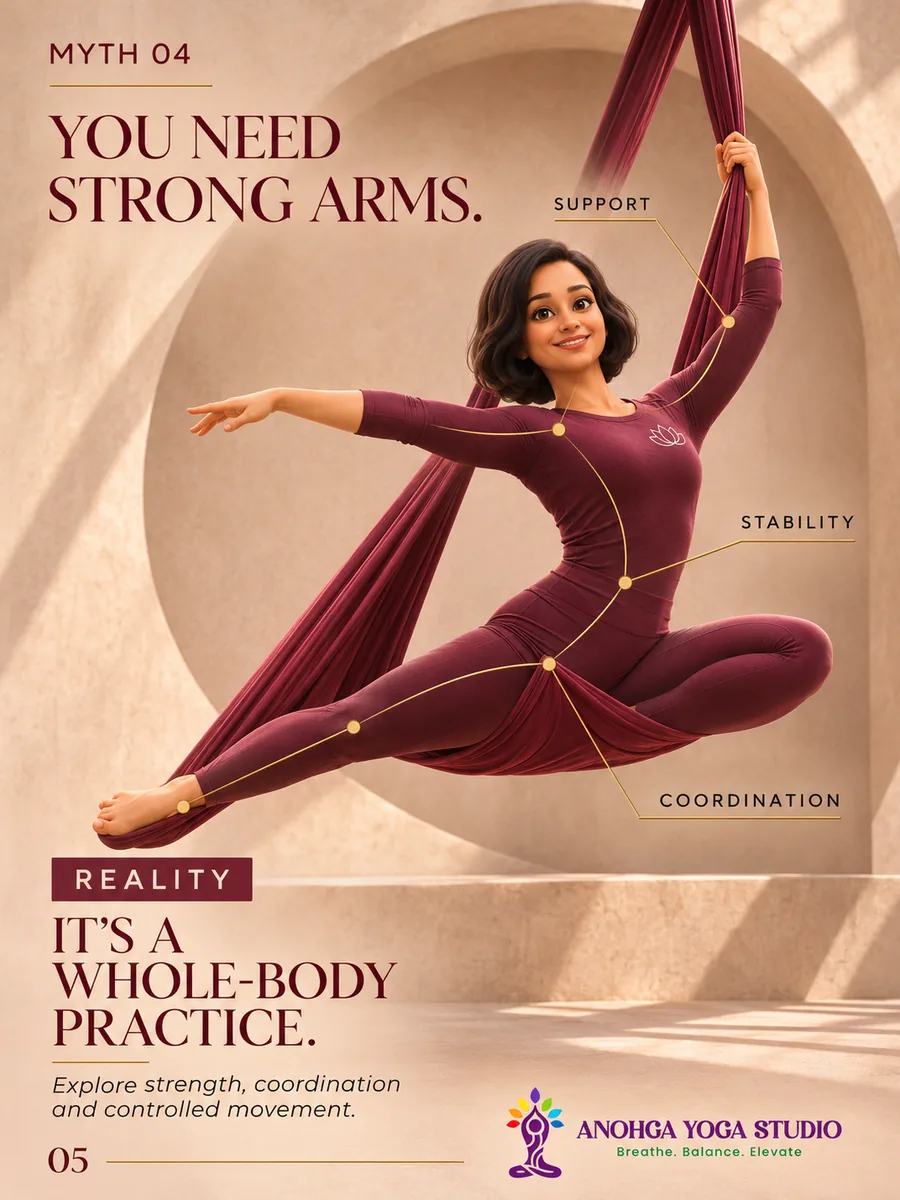 MYTH 04
YOU NEED
STRONG ARMS.
SUPPORT
STABILITY
COORDINATION
REALITY
IT'S A
WHOLE-BODY
PRACTICE.
Explore strength, coordination
and controlled movement.
05
ANOHGA YOGA STUDIO
Breathe. Balance. Elevate